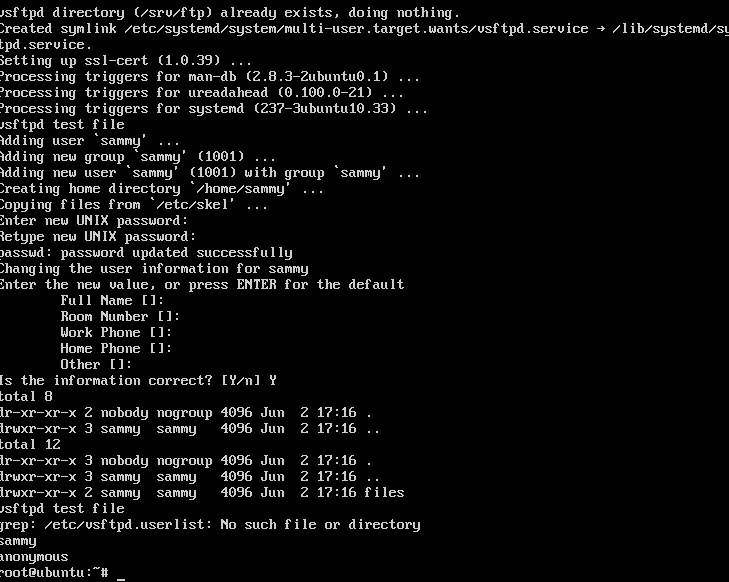 vsftpd directory (/srv/ftp) already exists, doing nothing.
Created symlink /etc/systemd/system/multi-user.target.wants/vsftpd.service → /lib/systemd/sy
tpd.service.
Setting up ssl-cert (1.0.39) ...
Processing triggers for man-db (2.8.3-2ubuntu0.1) ...
Processing triggers for ureadahead (0.100.0-21) ...
Processing triggers for systemd (237-3ubuntu10.33) ...
vsftpd test file
Adding user `sammy' ...
Adding new group `sammy' (1001) ...
Adding new user `sammy' (1001) with group `sammy' ...
Creating home directory `/home/sammy' ...
Copying files from `/etc/skel' ...
Enter new UNIX password:
Retype new UNIX password:
passwd: password updated successfully
Changing the user information for sammy
Enter the new value, or press ENTER for the default
        Full Name []:
        Room Number []:
        Work Phone []:
        Home Phone []:
        Other []:
Is the information correct? [Y/n] Y
total 8
dr-xr-xr-x 2 nobody nogroup 4096 Jun  2 17:16 .
drwxr-xr-x 3 sammy  sammy   4096 Jun  2 17:16 ..
total 12
dr-xr-xr-x 3 nobody nogroup 4096 Jun  2 17:16 .
drwxr-xr-x 3 sammy  sammy   4096 Jun  2 17:16 ..
drwxr-xr-x 2 sammy  sammy   4096 Jun  2 17:16 files
vsftpd test file
grep: /etc/vsftpd.userlist: No such file or directory
sammy
anonymous
root@ubuntu:~# _